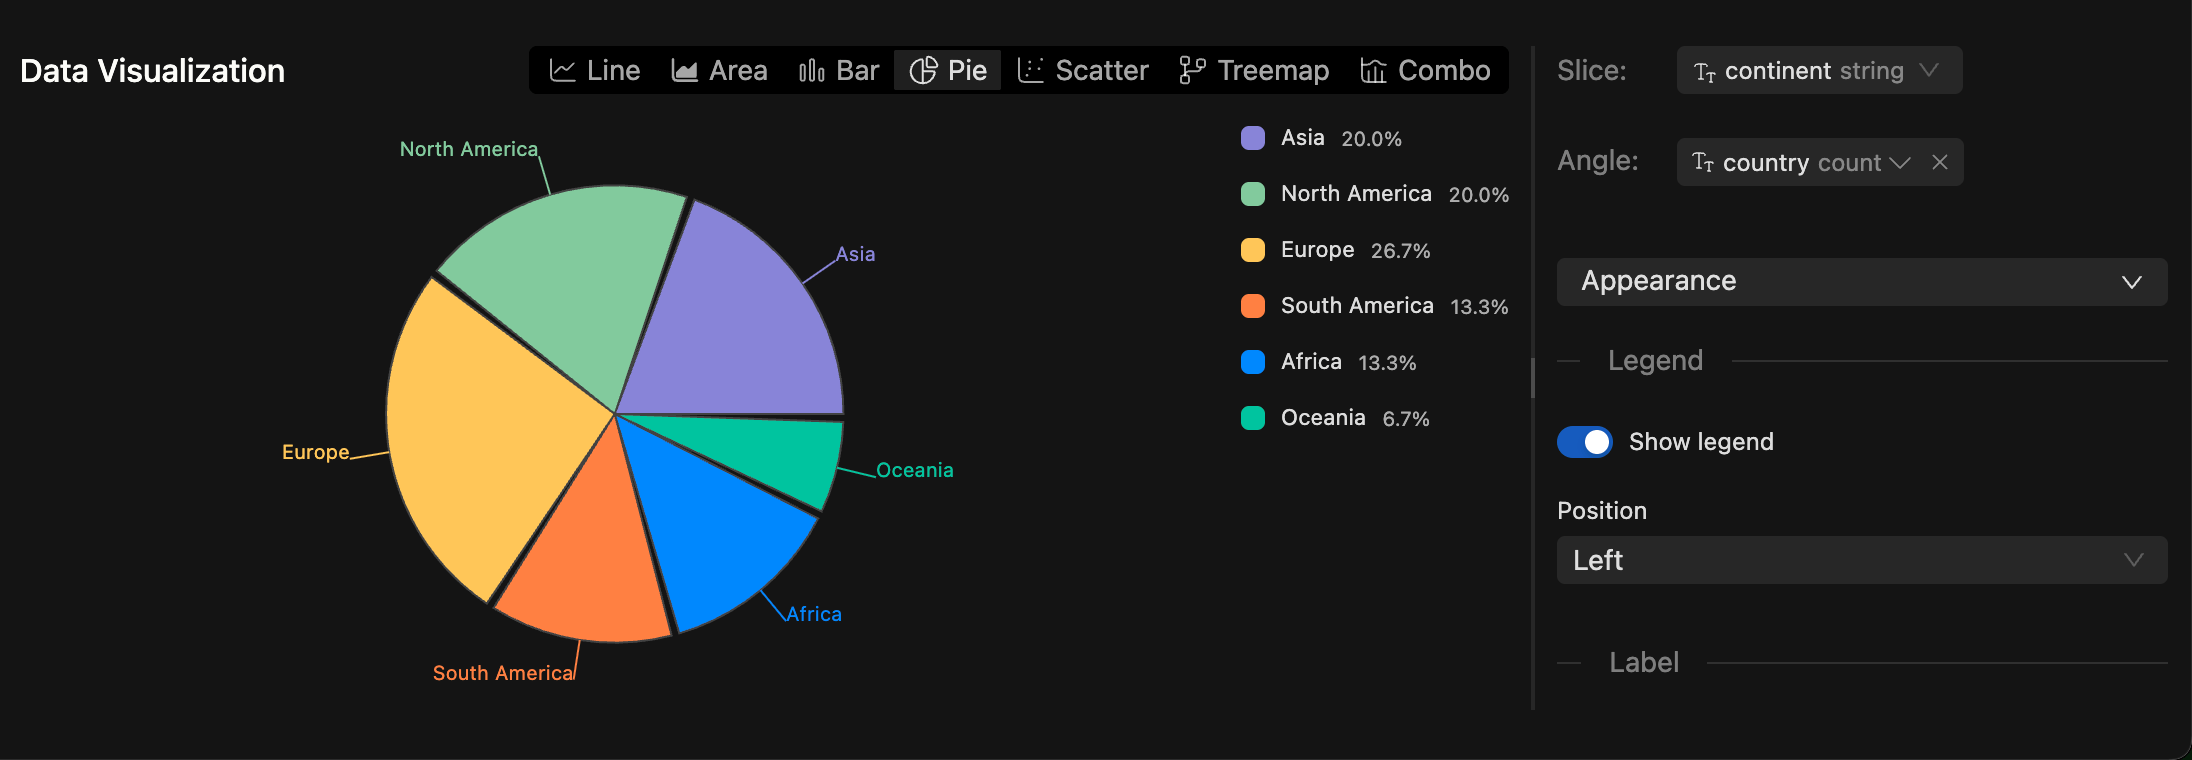 Data Visualization
Line Area Bar Pie Scatter Treemap Combo
North America
Asia
Europe
Oceania
Africa
South America
Asia 20.0%
North America 20.0%
Europe 26.7%
South America 13.3%
Africa 13.3%
Oceania 6.7%
Slice: continent string
Angle: country count
Appearance
Legend
Show legend
Position
Left
Label